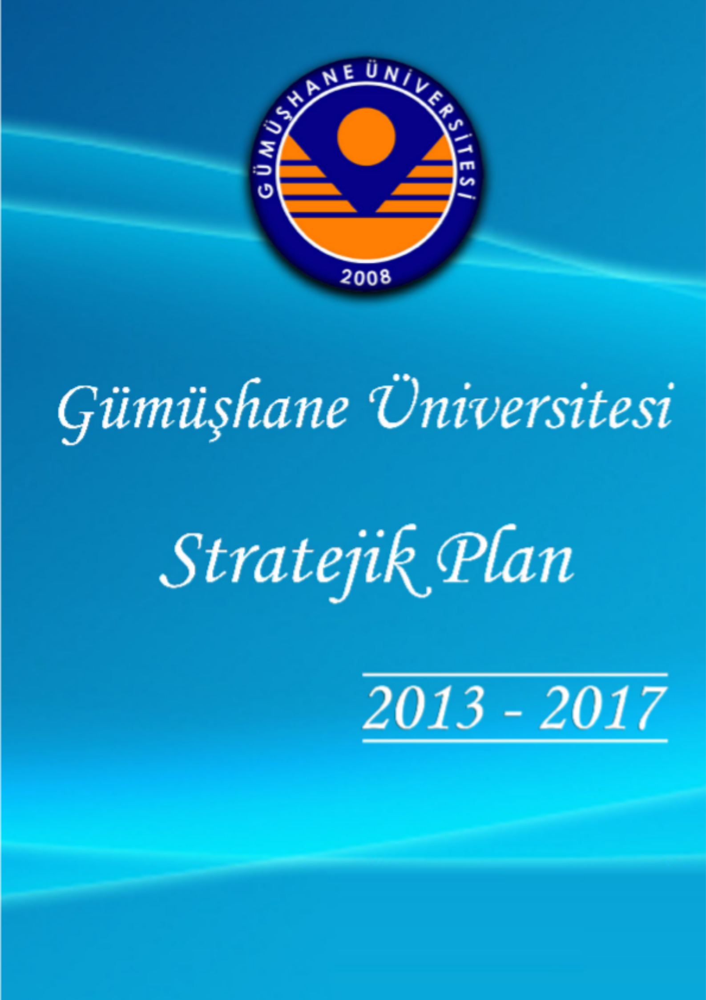 GÜMÜŞHANE ÜNİVERSİTESİ
2008
Gümüşhane Üniversitesi
Stratejik Plan
2013 - 2017